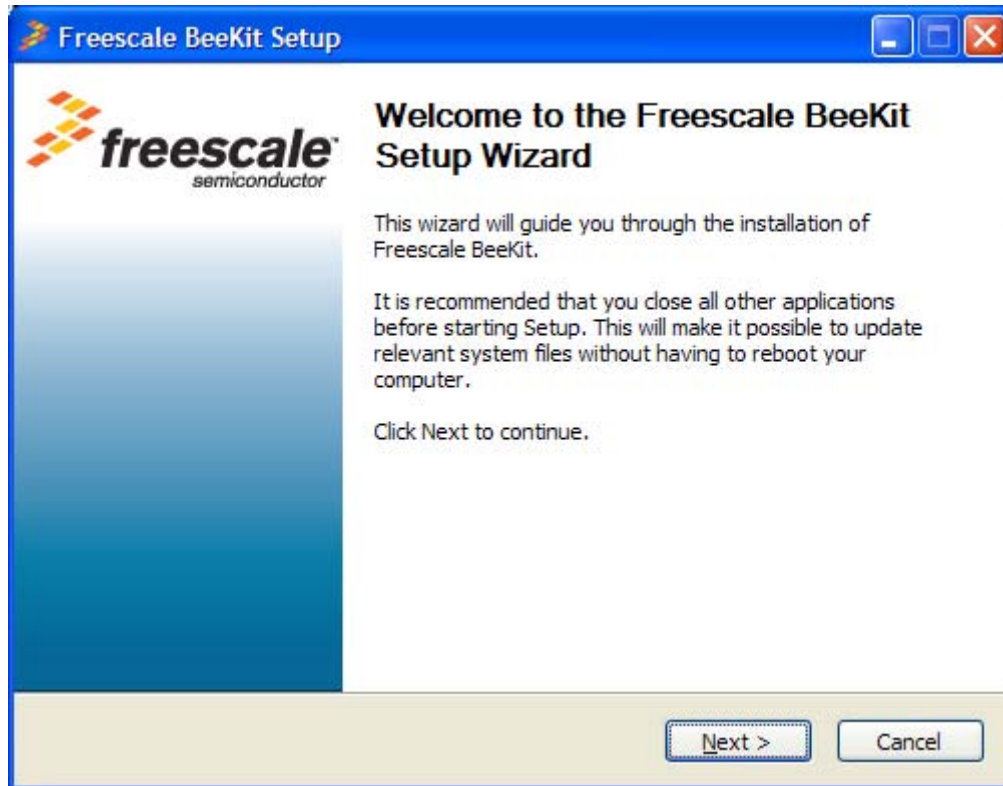 Freescale BeeKit Setup
freescale™
semiconductor
Welcome to the Freescale BeeKit
Setup Wizard
This wizard will guide you through the installation of
Freescale BeeKit.
It is recommended that you close all other applications
before starting Setup. This will make it possible to update
relevant system files without having to reboot your
computer.
Click Next to continue.
Next >
Cancel